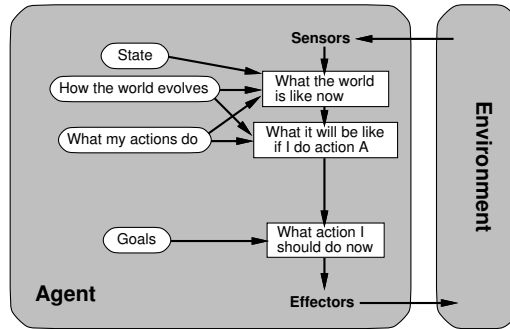 Sensors
State
What the world
is like now
How the world evolves
What it will be like
if I do action A
What my actions do
What action I
should do now
Goals
Agent
Effectors
Environment